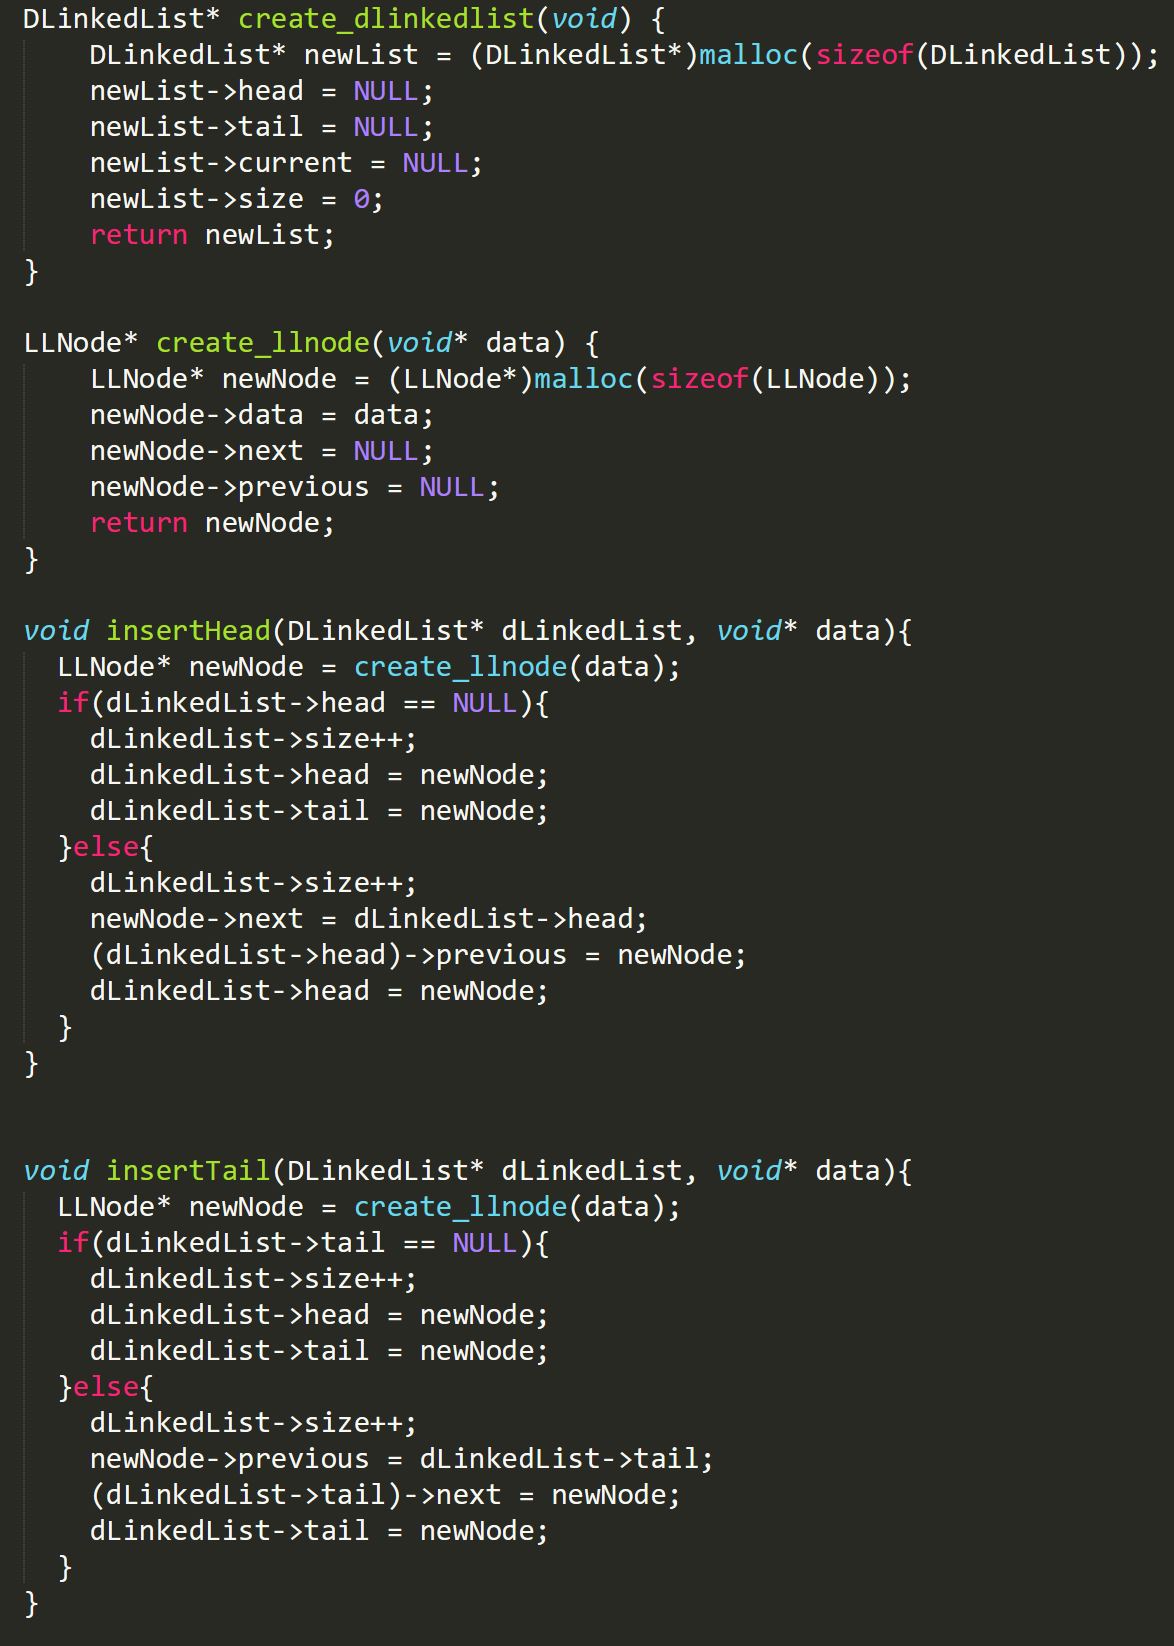 DLinkedList* create_dlinkedlist(void) {
    DLinkedList* newList = (DLinkedList*)malloc(sizeof(DLinkedList));
    newList->head = NULL;
    newList->tail = NULL;
    newList->current = NULL;
    newList->size = 0;
    return newList;
}

LLNode* create_llnode(void* data) {
    LLNode* newNode = (LLNode*)malloc(sizeof(LLNode));
    newNode->data = data;
    newNode->next = NULL;
    newNode->previous = NULL;
    return newNode;
}

void insertHead(DLinkedList* dLinkedList, void* data){
  LLNode* newNode = create_llnode(data);
  if(dLinkedList->head == NULL){
    dLinkedList->size++;
    dLinkedList->head = newNode;
    dLinkedList->tail = newNode;
  }else{
    dLinkedList->size++;
    newNode->next = dLinkedList->head;
    (dLinkedList->head)->previous = newNode;
    dLinkedList->head = newNode;
  }
}


void insertTail(DLinkedList* dLinkedList, void* data){
  LLNode* newNode = create_llnode(data);
  if(dLinkedList->tail == NULL){
    dLinkedList->size++;
    dLinkedList->head = newNode;
    dLinkedList->tail = newNode;
  }else{
    dLinkedList->size++;
    newNode->previous = dLinkedList->tail;
    (dLinkedList->tail)->next = newNode;
    dLinkedList->tail = newNode;
  }
}